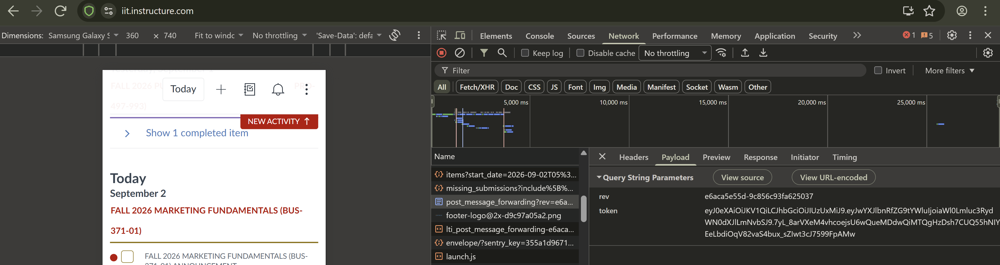 iit.instructure.com
Dimensions: Samsung Galaxy S 360 × 740 Fit to windc No throttling 'Save-Data': defa
Elements Console Sources Network Performance Memory Application Security 1 5
Keep log Disable cache No throttling
Filter Invert More filters
All Fetch/XHR Doc CSS JS Font Img Media Manifest Socket Wasm Other
5,000 ms 10,000 ms 15,000 ms 20,000 ms 25,000 ms
Yesterday, September 1
FALL 2026 PU PRO-
497-993)
Today
NEW ACTIVITY ↑
Show 1 completed item
Today
September 2
FALL 2026 MARKETING FUNDAMENTALS (BUS-
371-01)
FALL 2026 MARKETING FUNDAMENTALS (BUS-
371-01) ANNOUNCEMENT
Name
items?start_date=2026-09-02T05%3...
missing_submissions?include%5B%...
post_message_forwarding?rev=e6a...
footer-logo@2x-d9c97a05a2.png
lti_post_message_forwarding-e6aca...
envelope/?sentry_key=355a1d9671...
launch.js
Headers Payload Preview Response Initiator Timing
Query String Parameters View source View URL-encoded
rev e6aca5e55d-9c856c93fa625037
token eyJ0eXAiOiJKV1QiLCJhbGciOiJIUzUxMiJ9.eyJwYXJlbnRfZG9tYWluIjoiaWl0Lmluc3Ryd
WN0dXJlLmNvbSJ9.7yL_8arVXeM4vhcoejsU6wQueMDdwQiMTQgHzDsh7CUQ55hNIY
EeLbdiOqV82vaS4bux_sZIwt3cJ7599FpAMw